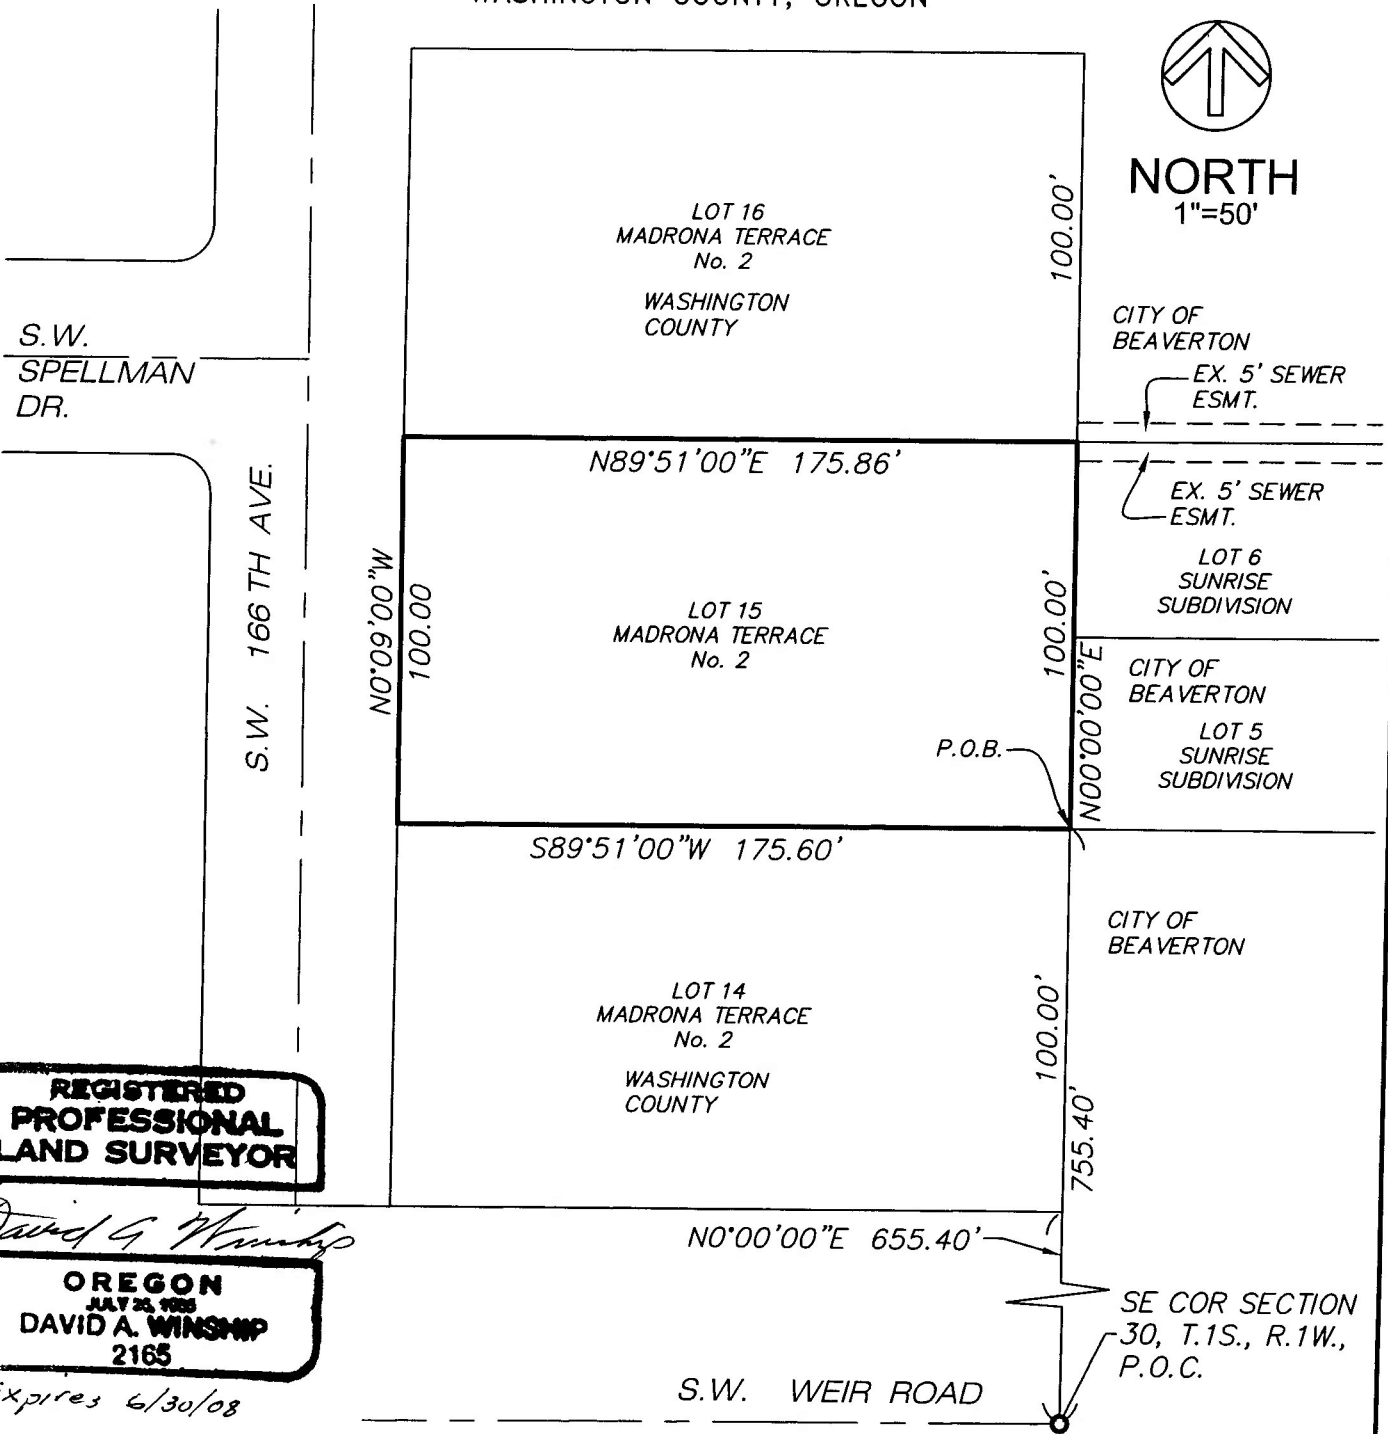 WASHINGTON COUNTY, OREGON
NORTH
1"=50'
LOT 16
MADRONA TERRACE
No. 2
WASHINGTON
COUNTY
100.00'
CITY OF
BEAVERTON
EX. 5' SEWER
ESMT.
S.W.
SPELLMAN
DR.
N89°51'00"E 175.86'
EX. 5' SEWER
ESMT.
LOT 6
SUNRISE
SUBDIVISION
S.W. 166TH AVE.
N0°09'00"W
100.00
LOT 15
MADRONA TERRACE
No. 2
100.00'
N00°00'00"E
CITY OF
BEAVERTON
LOT 5
SUNRISE
SUBDIVISION
P.O.B.
S89°51'00"W 175.60'
CITY OF
BEAVERTON
LOT 14
MADRONA TERRACE
No. 2
WASHINGTON
COUNTY
100.00'
755.40'
REGISTERED
PROFESSIONAL
LAND SURVEYOR
David A Winship
OREGON
JULY
DAVID A. WINSHIP
2165
Expires 6/30/08
N0°00'00"E 655.40'
SE COR SECTION
30, T.1S., R.1W.,
P.O.C.
S.W. WEIR ROAD